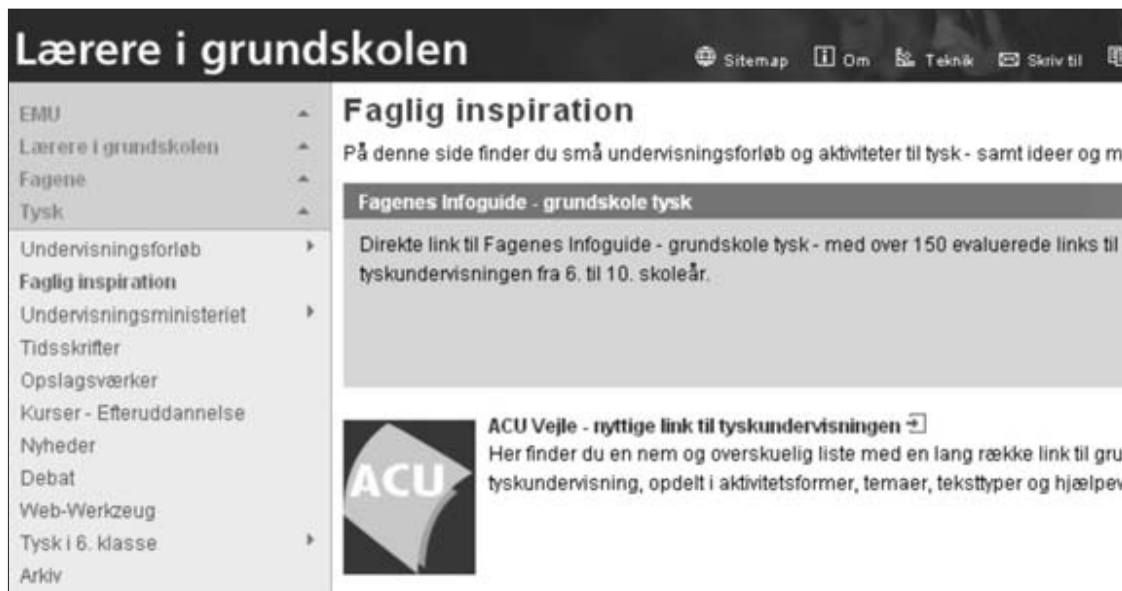 Lærere i grundskolen
Sitemap Om Teknik Skriv til
EMU
Lærere i grundskolen
Fagene
Tysk
Undervisningsforløb
Faglig inspiration
Undervisningsministeriet
Tidsskrifter
Opslagsværker
Kurser - Efteruddannelse
Nyheder
Debat
Web-Werkzeug
Tysk i 6. klasse
Arkiv
Faglig inspiration
På denne side finder du små undervisningsforløb og aktiviteter til tysk - samt ideer og m
Fagenes Infoguide - grundskole tysk
Direkte link til Fagenes Infoguide - grundskole tysk - med over 150 evaluerede links til
tyskundervisningen fra 6. til 10. skoleår.
ACU
ACU Vejle - nyttige link til tyskundervisningen
Her finder du en nem og overskuelig liste med en lang række link til gru
tyskundervisning, opdelt i aktivitetsformer, temaer, teksttyper og hjælpev